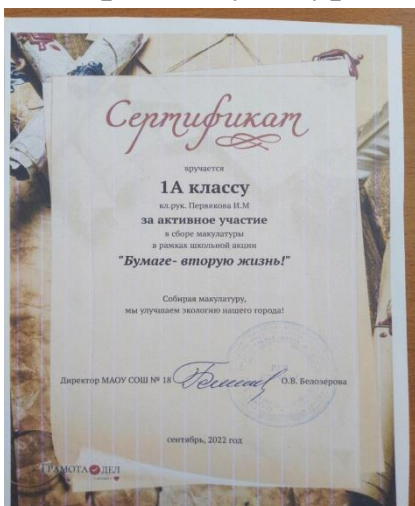 Сертификат
вручается
1А классу
кл.рук. Первякова И.М
за активное участие
в сборе макулатуры
в рамках школьной акции
"Бумаге- вторую жизнь!"
Собирая макулатуру,
мы улучшаем экологию нашего города!
Директор МАОУ СОШ № 18 О.В. Белозерова
сентябрь, 2022 год
ГРАМОТА ДЕЛ